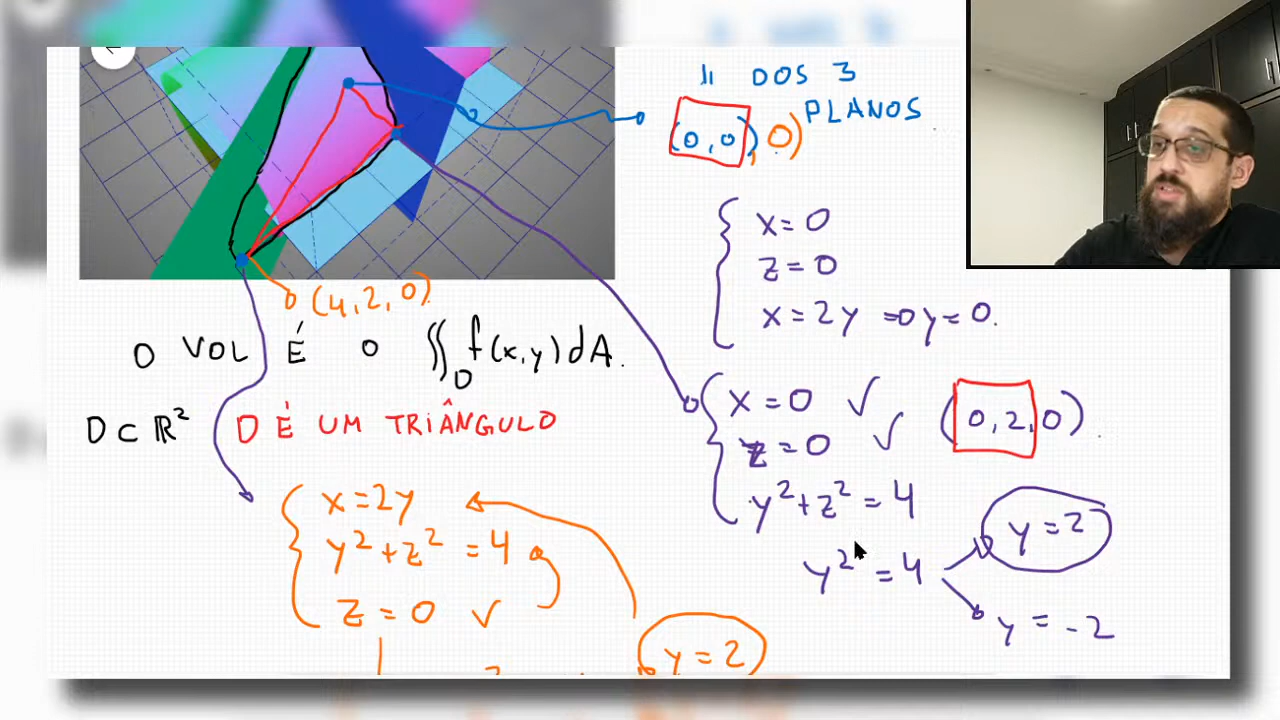 ∩ DOS 3
PLANOS
(0,0),0)
x=0
z=0
x=2y ⇒ y=0.
(4,2,0)
O VOL É O ∬_D f(x,y)dA.
D⊂ℝ² D É UM TRIÂNGULO
x=0 ✓ (0,2,0)
z=0 ✓
y²+z²=4
y²=4
y=2
y=-2
x=2y
y²+z²=4
z=0 ✓
y=2